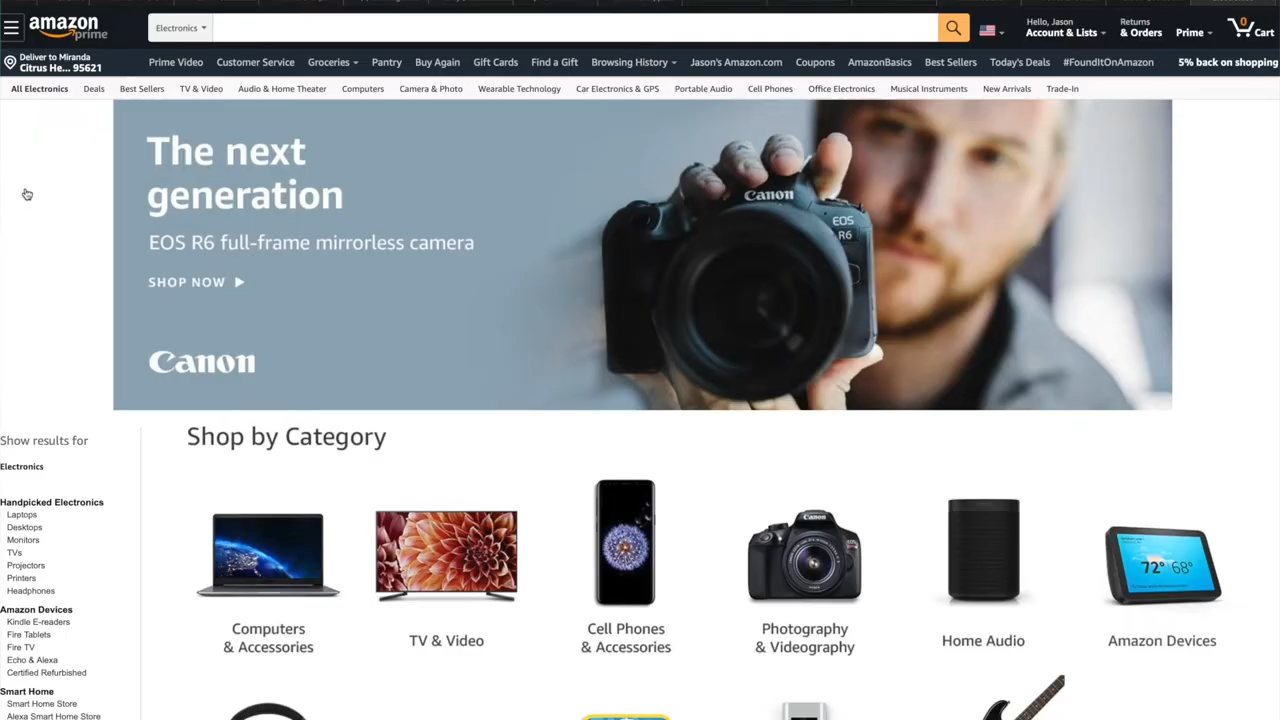 amazon
prime
Electronics
Hello, Jason
Account & Lists
Returns
& Orders
Prime
0
Cart
Deliver to Miranda
Citrus He... 95621
Prime Video
Customer Service
Groceries
Pantry
Buy Again
Gift Cards
Find a Gift
Browsing History
Jason's Amazon.com
Coupons
AmazonBasics
Best Sellers
Today's Deals
#FoundItOnAmazon
5% back on shopping
All Electronics
Deals
Best Sellers
TV & Video
Audio & Home Theater
Computers
Camera & Photo
Wearable Technology
Car Electronics & GPS
Portable Audio
Cell Phones
Office Electronics
Musical Instruments
New Arrivals
Trade-In
The next
generation
EOS R6 full-frame mirrorless camera
SHOP NOW
Canon
Canon
EOS
R6
Show results for
Electronics
Handpicked Electronics
Laptops
Desktops
Monitors
TVs
Projectors
Printers
Headphones
Amazon Devices
Kindle E-readers
Fire Tablets
Fire TV
Echo & Alexa
Certified Refurbished
Smart Home
Smart Home Store
Alexa Smart Home Store
Shop by Category
Canon
72° 68°
Computers
& Accessories
TV & Video
Cell Phones
& Accessories
Photography
& Videography
Home Audio
Amazon Devices